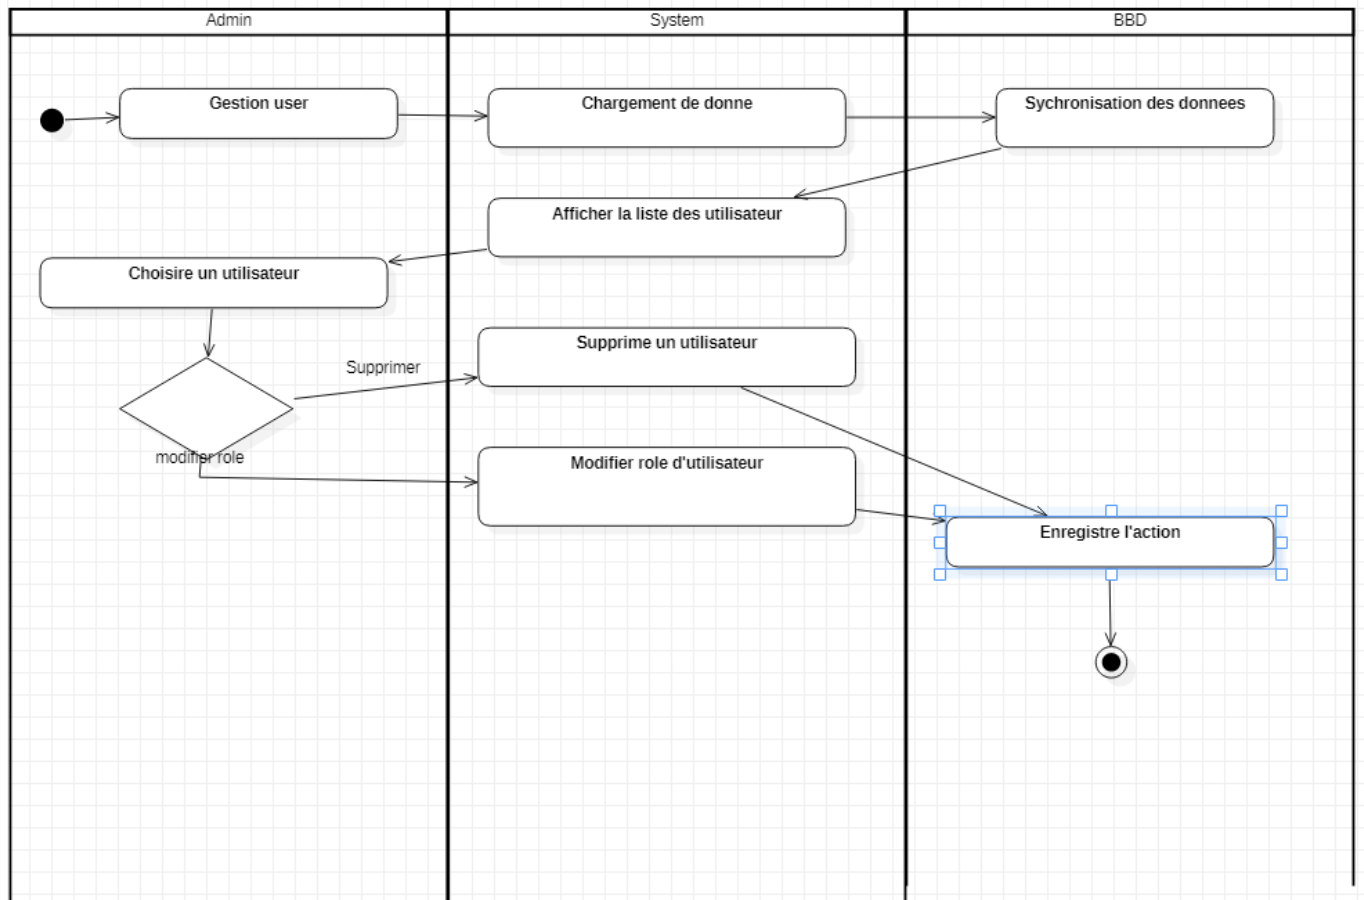 Admin
System
BBD
Gestion user
Chargement de donne
Sychronisation des donnees
Afficher la liste des utilisateur
Choisire un utilisateur
Supprime un utilisateur
Supprimer
modifier role
Modifier role d'utilisateur
Enregistre l'action